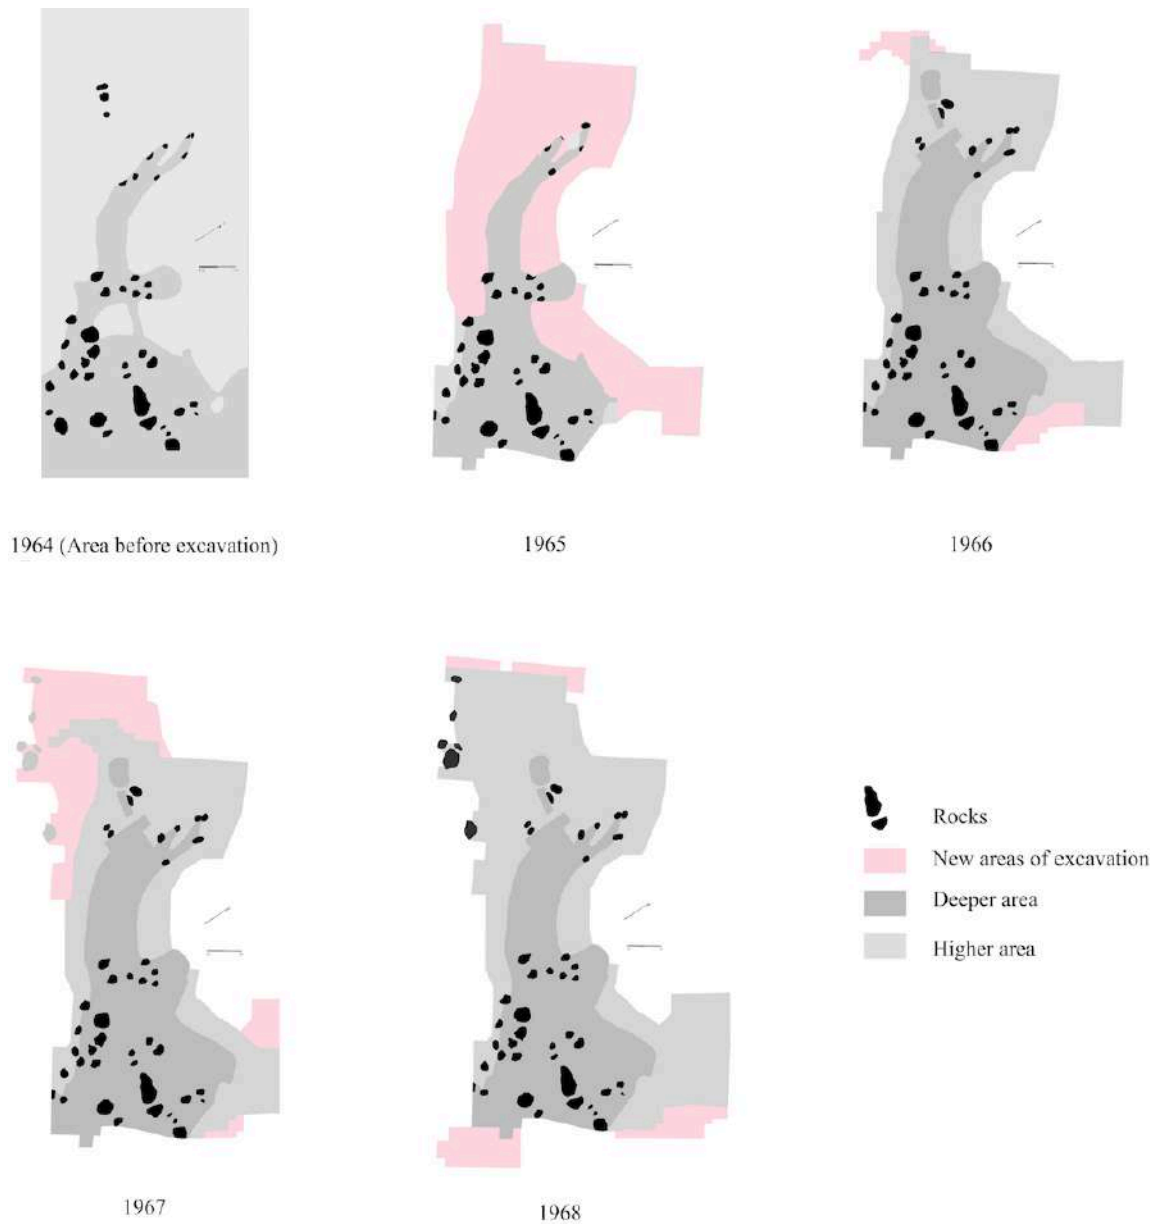 1964 (Area before excavation)
1965
1966
1967
1968
Rocks
New areas of excavation
Deeper area
Higher area